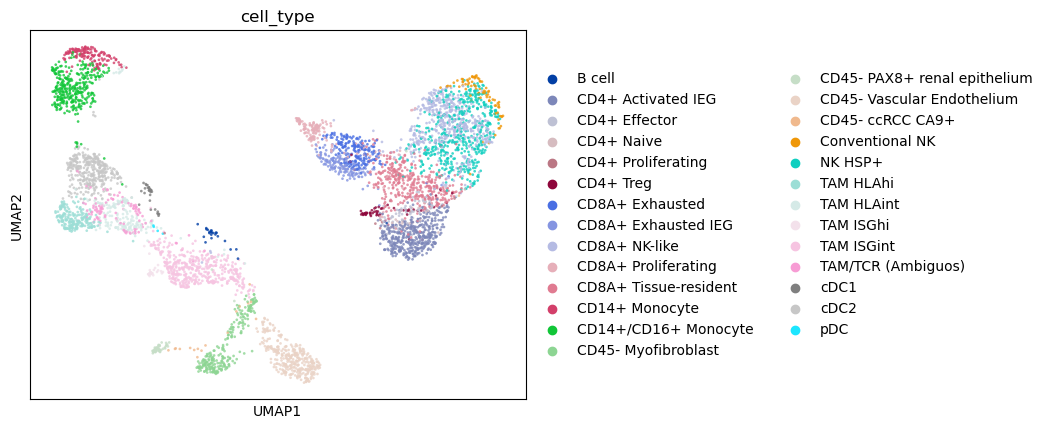 cell_type
UMAP2
UMAP1
B cell
CD4+ Activated IEG
CD4+ Effector
CD4+ Naive
CD4+ Proliferating
CD4+ Treg
CD8A+ Exhausted
CD8A+ Exhausted IEG
CD8A+ NK-like
CD8A+ Proliferating
CD8A+ Tissue-resident
CD14+ Monocyte
CD14+/CD16+ Monocyte
CD45- Myofibroblast
CD45- PAX8+ renal epithelium
CD45- Vascular Endothelium
CD45- ccRCC CA9+
Conventional NK
NK HSP+
TAM HLAhi
TAM HLAint
TAM ISGhi
TAM ISGint
TAM/TCR (Ambiguos)
cDC1
cDC2
pDC